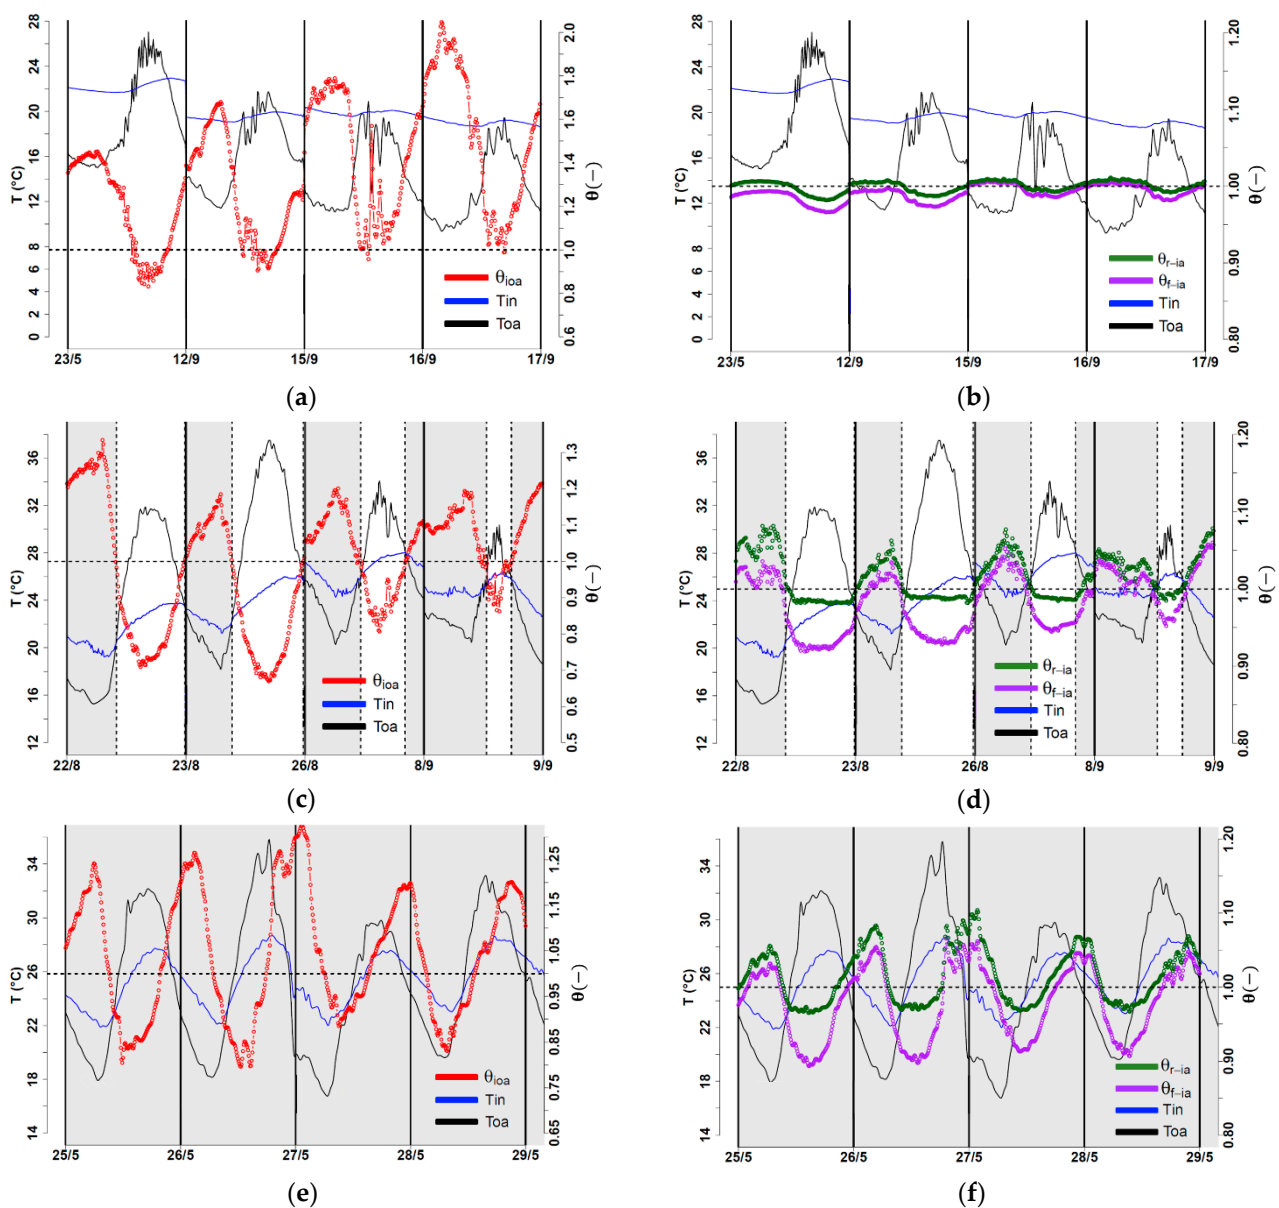 28
24
20
16
12
8
6
4
2
0
T (°C)
2.0
1.8
1.6
1.4
1.2
1.0
0.8
0.6
θ(−)
θioa
Tin
Toa
23/5 12/9 15/9 16/9 17/9
(a)
28
24
20
16
12
8
6
4
2
0
T (°C)
1.20
1.10
1.00
0.90
0.80
θ(−)
θr−ia
θf−ia
Tin
Toa
23/5 12/9 15/9 16/9 17/9
(b)
36
32
28
24
20
16
12
T (°C)
1.3
1.2
1.1
1.0
0.9
0.8
0.7
0.6
0.5
θ(−)
θioa
Tin
Toa
22/8 23/8 26/8 8/9 9/9
(c)
36
32
28
24
20
16
12
T (°C)
1.20
1.10
1.00
0.90
0.80
θ(−)
θr−ia
θf−ia
Tin
Toa
22/8 23/8 26/8 8/9 9/9
(d)
34
30
26
22
18
14
T (°C)
1.25
1.15
1.05
0.95
0.85
0.75
0.65
θ(−)
θioa
Tin
Toa
25/5 26/5 27/5 28/5 29/5
(e)
34
30
26
22
18
14
T (°C)
1.20
1.10
1.00
0.90
0.80
θ(−)
θr−ia
θf−ia
Tin
Toa
25/5 26/5 27/5 28/5 29/5
(f)